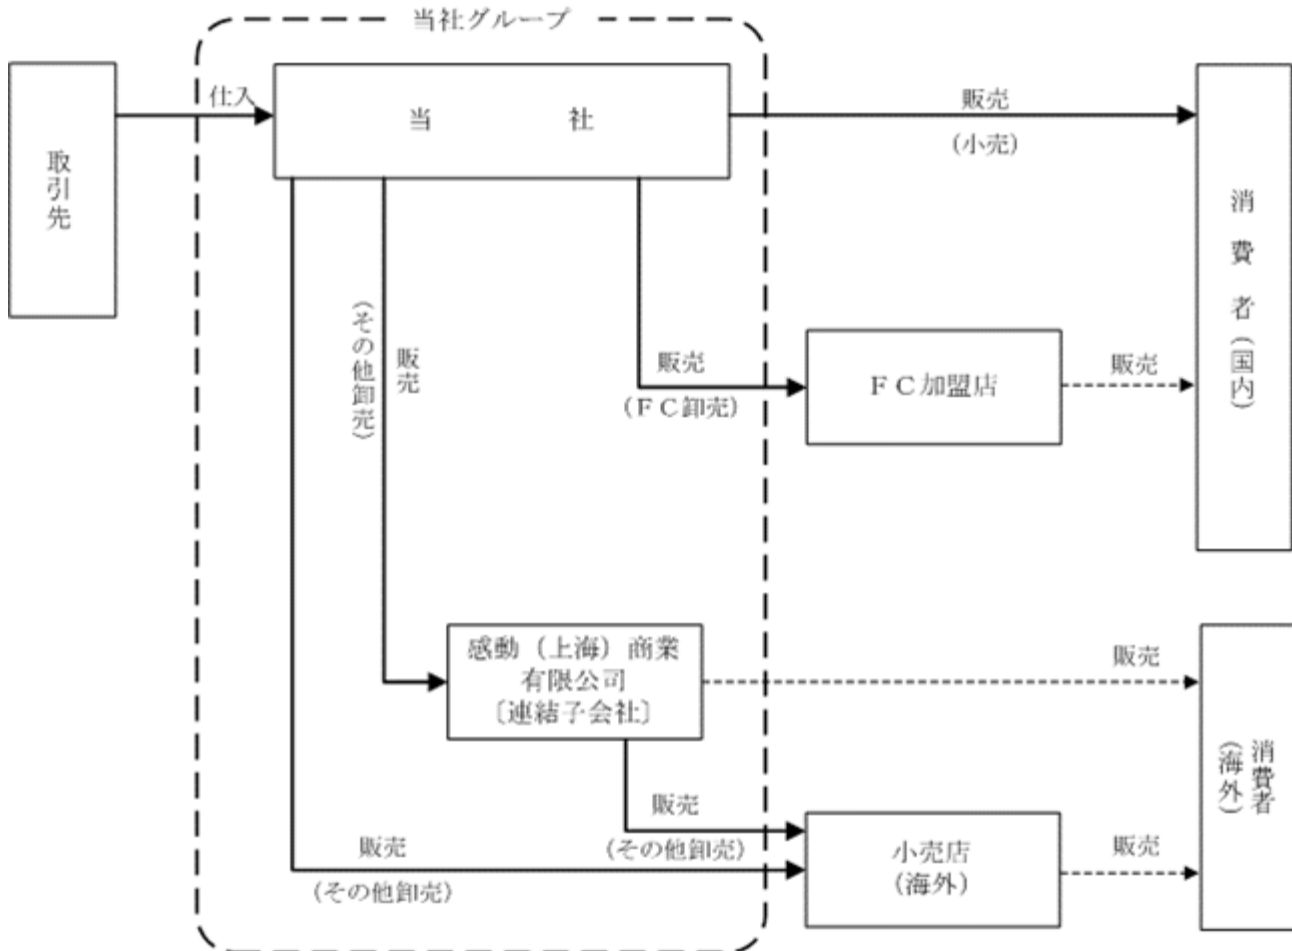 当社グループ
仕入
当 社
販売
(小売)
取引先
消費者(国内)
(その他卸売)
販売
販売
(FC卸売)
FC加盟店
販売
感動(上海)商業
有限公司
〔連結子会社〕
販売
消費者
(海外)
販売
(その他卸売)
販売
(その他卸売)
小売店
(海外)
販売